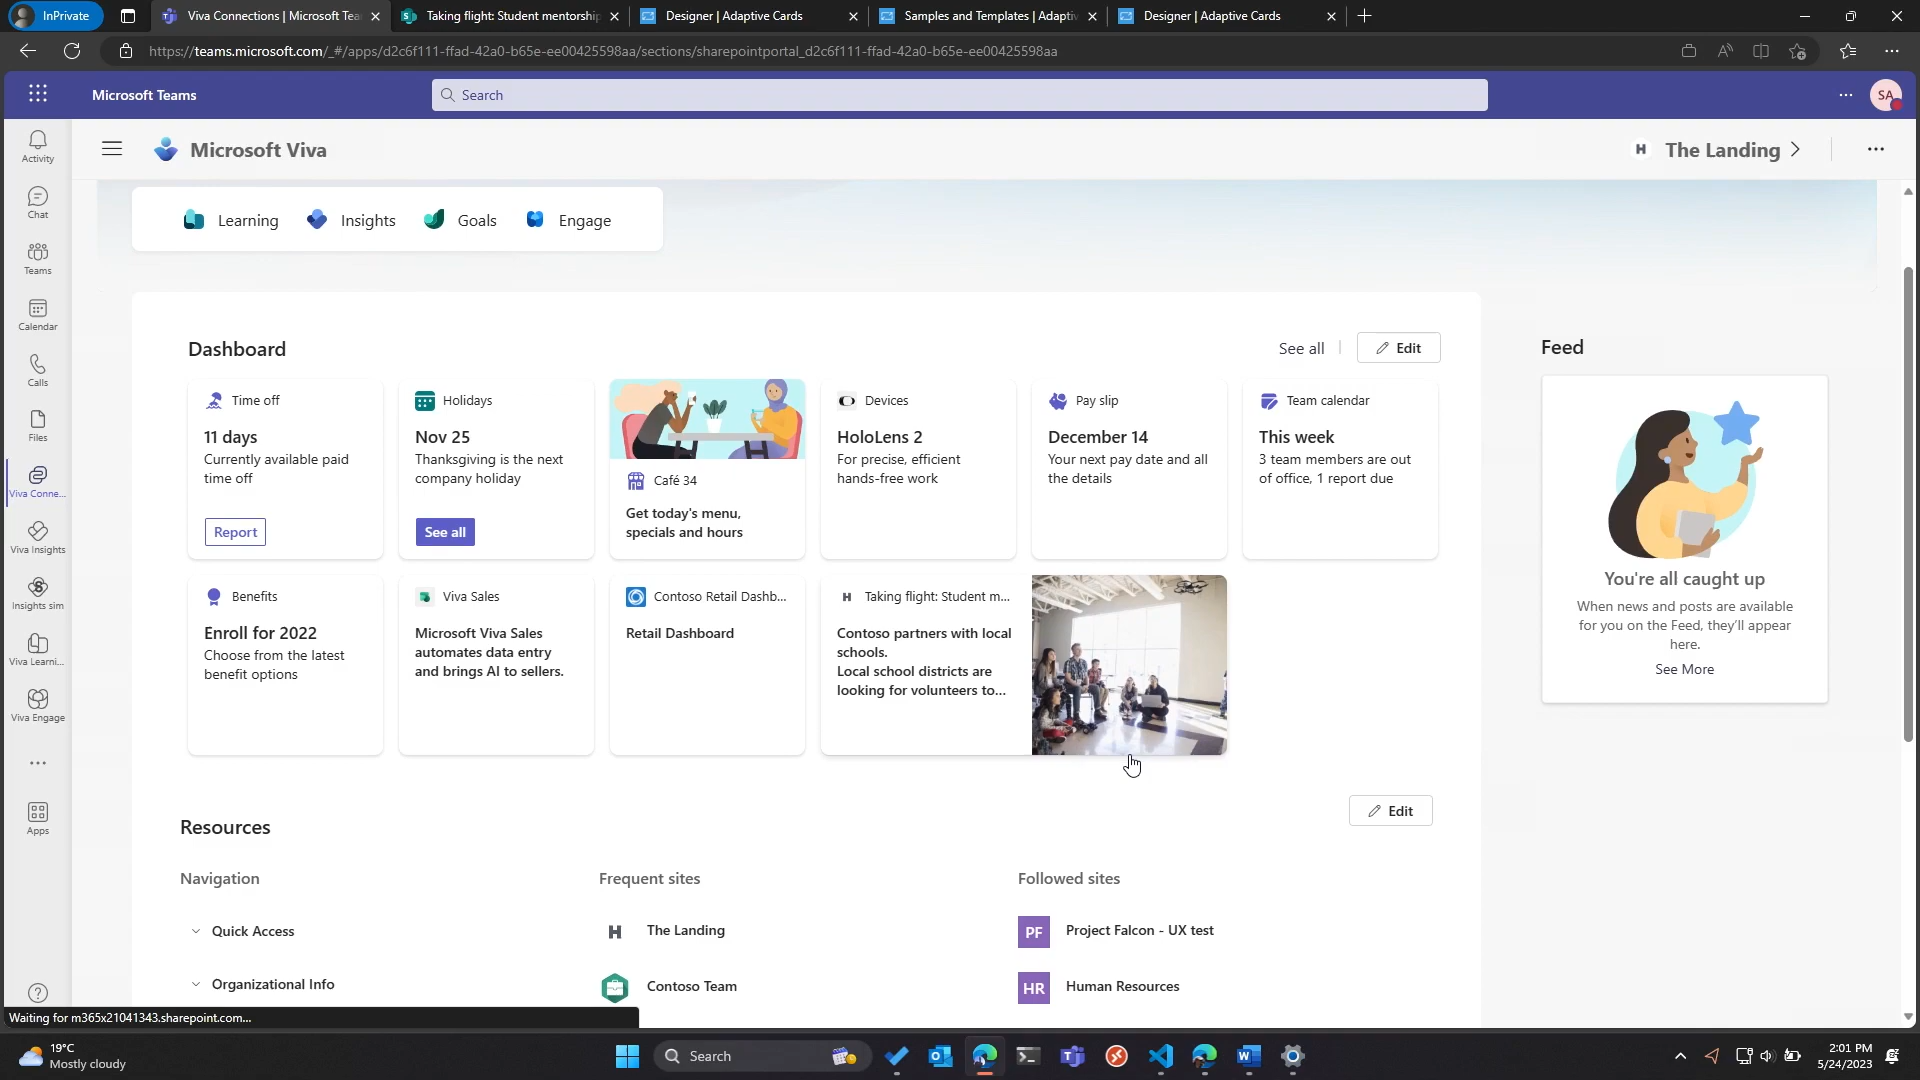 InPrivate
Viva Connections | Microsoft Tea
Taking flight: Student mentorship
Designer | Adaptive Cards
Samples and Templates | Adaptiv
Designer | Adaptive Cards
https://teams.microsoft.com/_#/apps/d2c6f111-ffad-42a0-b65e-ee00425598aa/sections/sharepointportal_d2c6f111-ffad-42a0-b65e-ee00425598aa
Microsoft Teams
Search
SA
Activity
Chat
Teams
Calendar
Calls
Files
Viva Conne...
Viva Insights
Insights sim
Viva Learni...
Viva Engage
Apps
Microsoft Viva
H The Landing
Learning
Insights
Goals
Engage
Dashboard
See all
Edit
Time off
11 days
Currently available paid
time off
Report
Holidays
Nov 25
Thanksgiving is the next
company holiday
See all
Café 34
Get today's menu,
specials and hours
Devices
HoloLens 2
For precise, efficient
hands-free work
Pay slip
December 14
Your next pay date and all
the details
Team calendar
This week
3 team members are out
of office, 1 report due
Benefits
Enroll for 2022
Choose from the latest
benefit options
Viva Sales
Microsoft Viva Sales
automates data entry
and brings AI to sellers.
Contoso Retail Dashb...
Retail Dashboard
H Taking flight: Student m...
Contoso partners with local
schools.
Local school districts are
looking for volunteers to...
Feed
You're all caught up
When news and posts are available
for you on the Feed, they'll appear
here.
See More
Resources
Edit
Navigation
Quick Access
Organizational Info
Frequent sites
H The Landing
Contoso Team
Followed sites
PF Project Falcon - UX test
HR Human Resources
Waiting for m365x21041343.sharepoint.com...
19°C
Mostly cloudy
Search
2:01 PM
5/24/2023